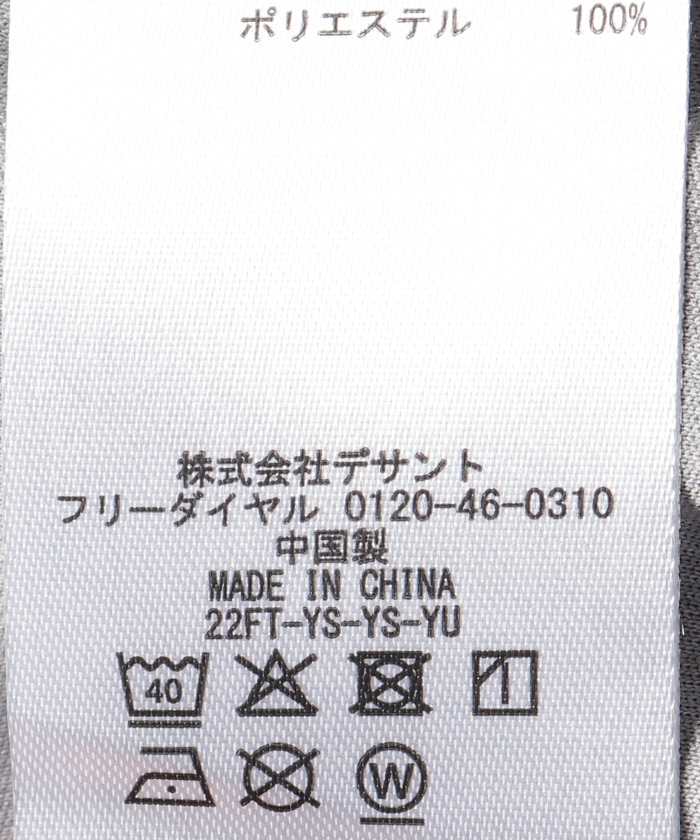 ポリエステル 100%
株式会社デサント
フリーダイヤル 0120-46-0310
中国製
MADE IN CHINA
22FT-YS-YS-YU
40
W